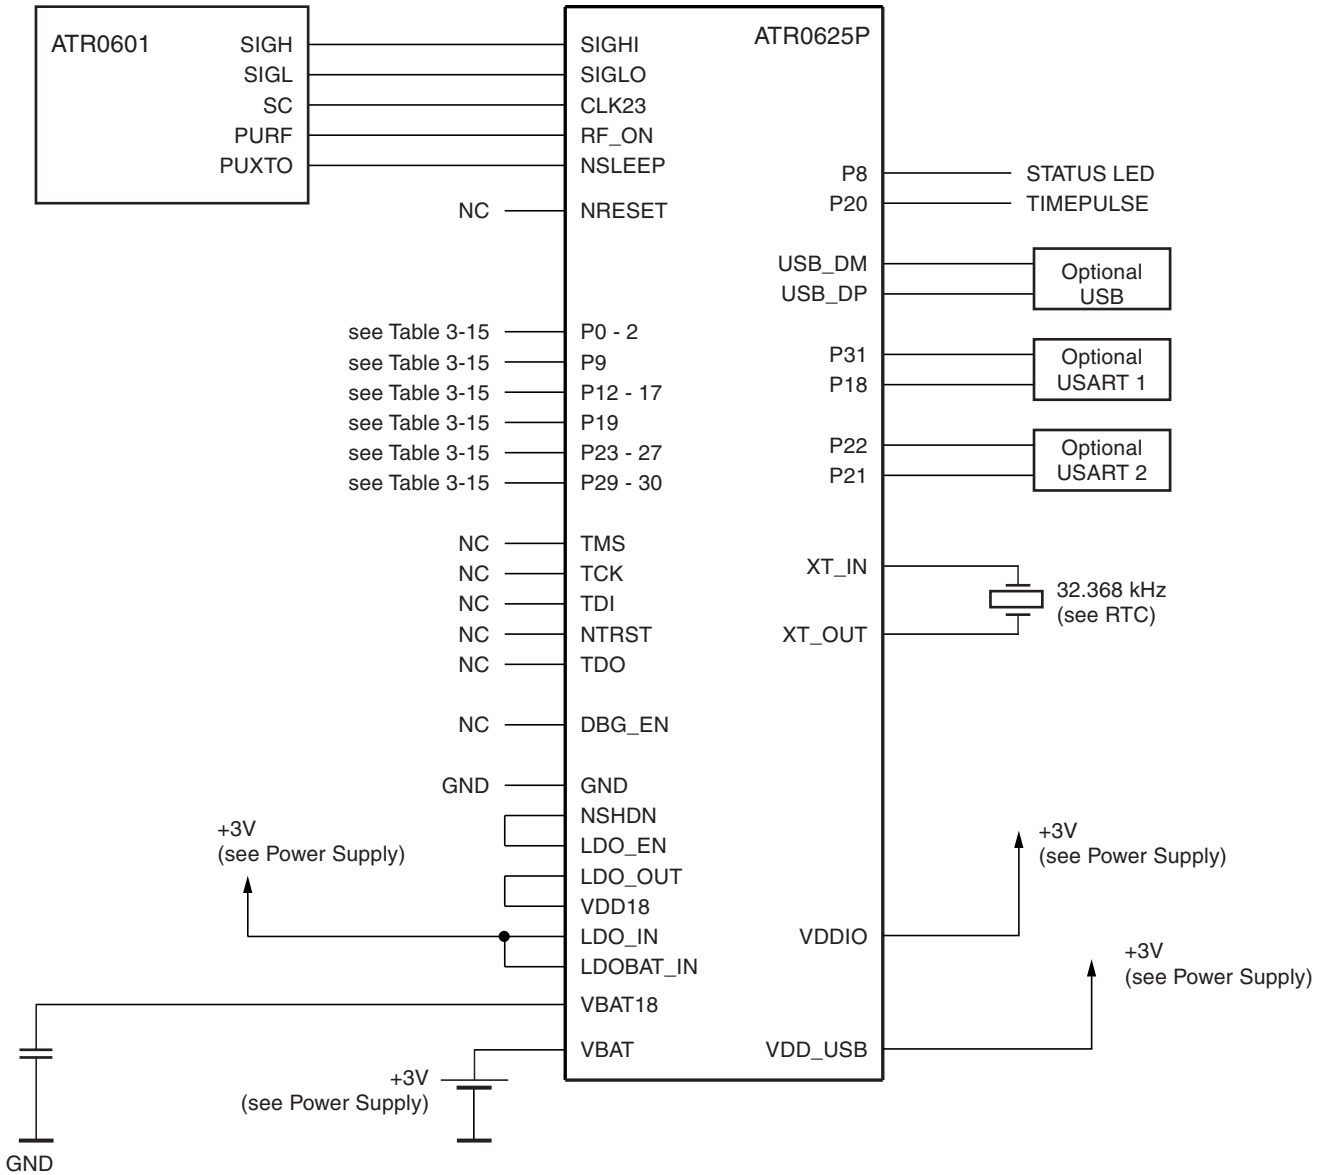 ATR0601
SIGH
SIGL
SC
PURF
PUXTO
NC
see Table 3-15
see Table 3-15
see Table 3-15
see Table 3-15
see Table 3-15
see Table 3-15
NC
NC
NC
NC
NC
NC
GND
+3V
(see Power Supply)
+3V
(see Power Supply)
GND
ATR0625P
SIGHI
SIGLO
CLK23
RF_ON
NSLEEP
NRESET
P0 - 2
P9
P12 - 17
P19
P23 - 27
P29 - 30
TMS
TCK
TDI
NTRST
TDO
DBG_EN
GND
NSHDN
LDO_EN
LDO_OUT
VDD18
LDO_IN
LDOBAT_IN
VBAT18
VBAT
P8
P20
USB_DM
USB_DP
P31
P18
P22
P21
XT_IN
XT_OUT
VDDIO
VDD_USB
STATUS LED
TIMEPULSE
Optional
USB
Optional
USART 1
Optional
USART 2
32.368 kHz
(see RTC)
+3V
(see Power Supply)
+3V
(see Power Supply)